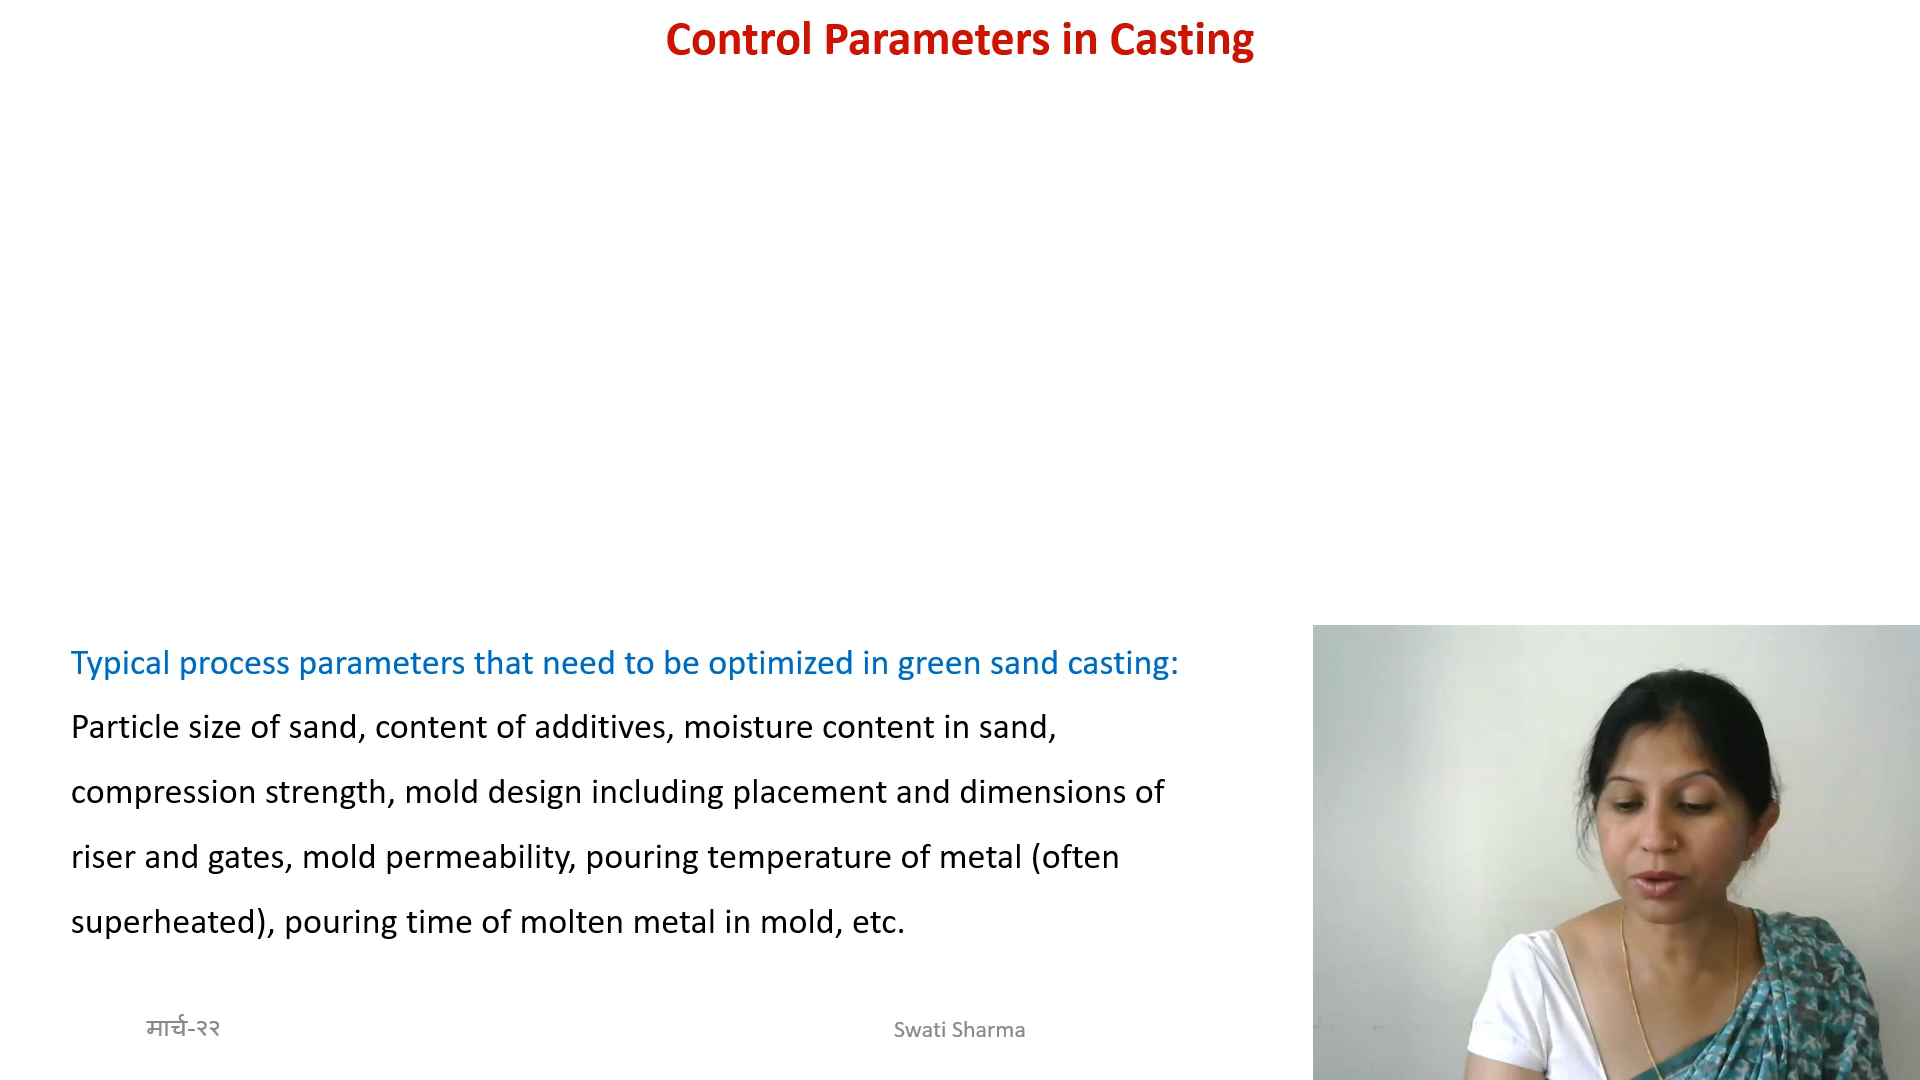 Control Parameters in Casting
Typical process parameters that need to be optimized in green sand casting:
Particle size of sand, content of additives, moisture content in sand,
compression strength, mold design including placement and dimensions of
riser and gates, mold permeability, pouring temperature of metal (often
superheated), pouring time of molten metal in mold, etc.
मार्च-२२
Swati Sharma